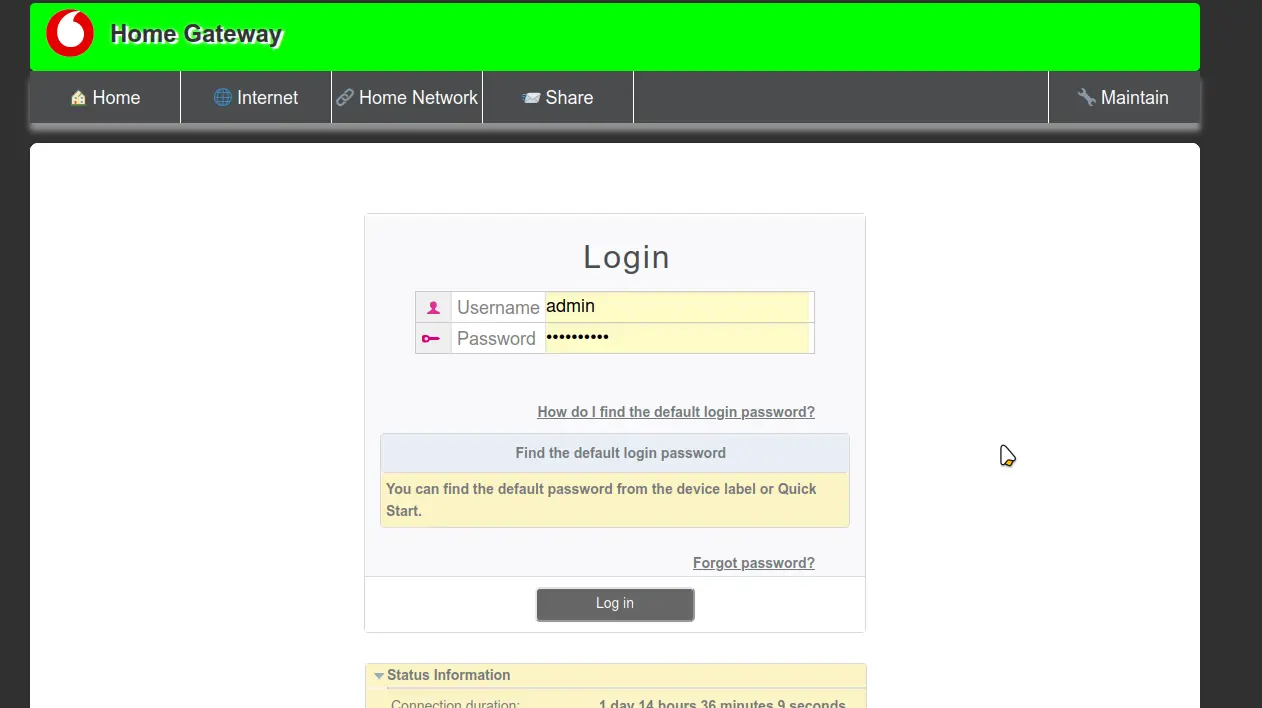 Home Gateway
Home
Internet
Home Network
Share
Maintain
Login
Username admin
Password ••••••••••
How do I find the default login password?
Find the default login password
You can find the default password from the device label or Quick
Start.
Forgot password?
Log in
Status Information
Connection duration: 1 day 14 hours 36 minutes 9 seconds